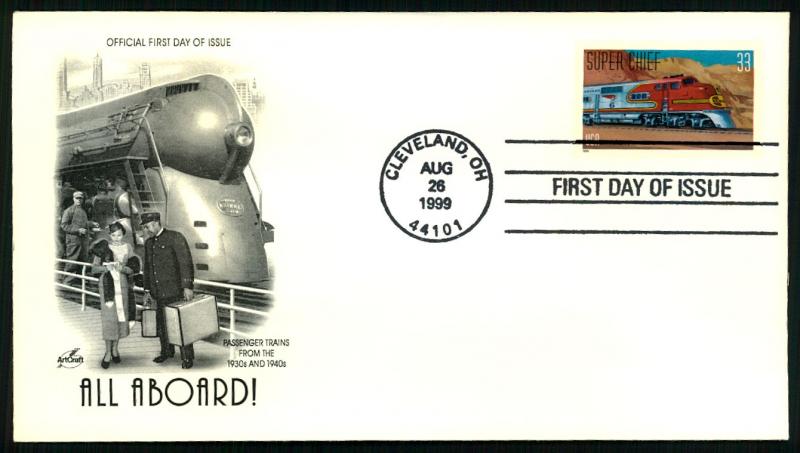 OFFICIAL FIRST DAY OF ISSUE
SUPER CHIEF
33
USA
CLEVELAND, OH
AUG
26
1999
44101
FIRST DAY OF ISSUE
PASSENGER TRAINS
FROM THE
1930s AND 1940s
ArtCraft
ALL ABOARD!